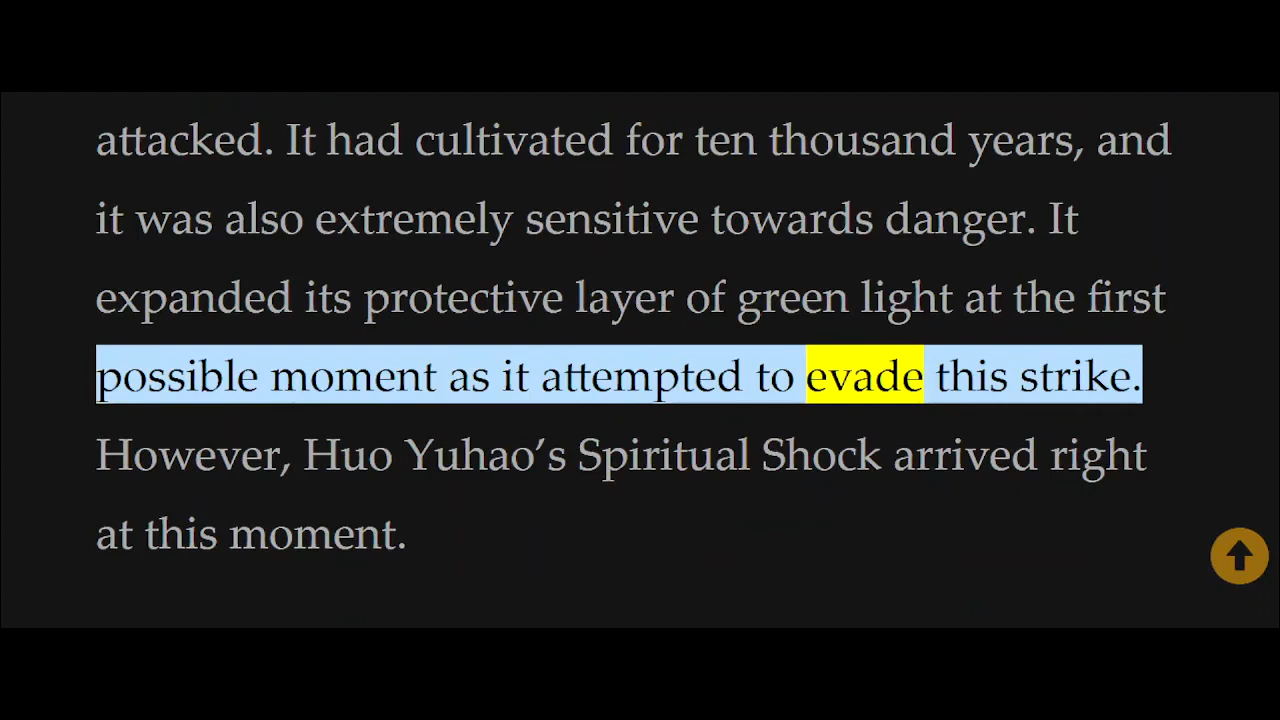 attacked. It had cultivated for ten thousand years, and
it was also extremely sensitive towards danger. It
expanded its protective layer of green light at the first
possible moment as it attempted to evade this strike.
However, Huo Yuhao’s Spiritual Shock arrived right
at this moment.